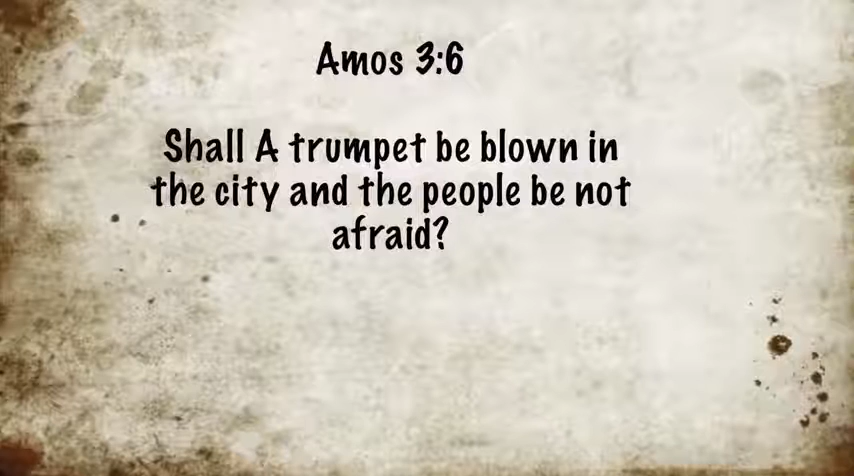 Amos 3:6
Shall A trumpet be blown in
the city and the people be not
afraid?